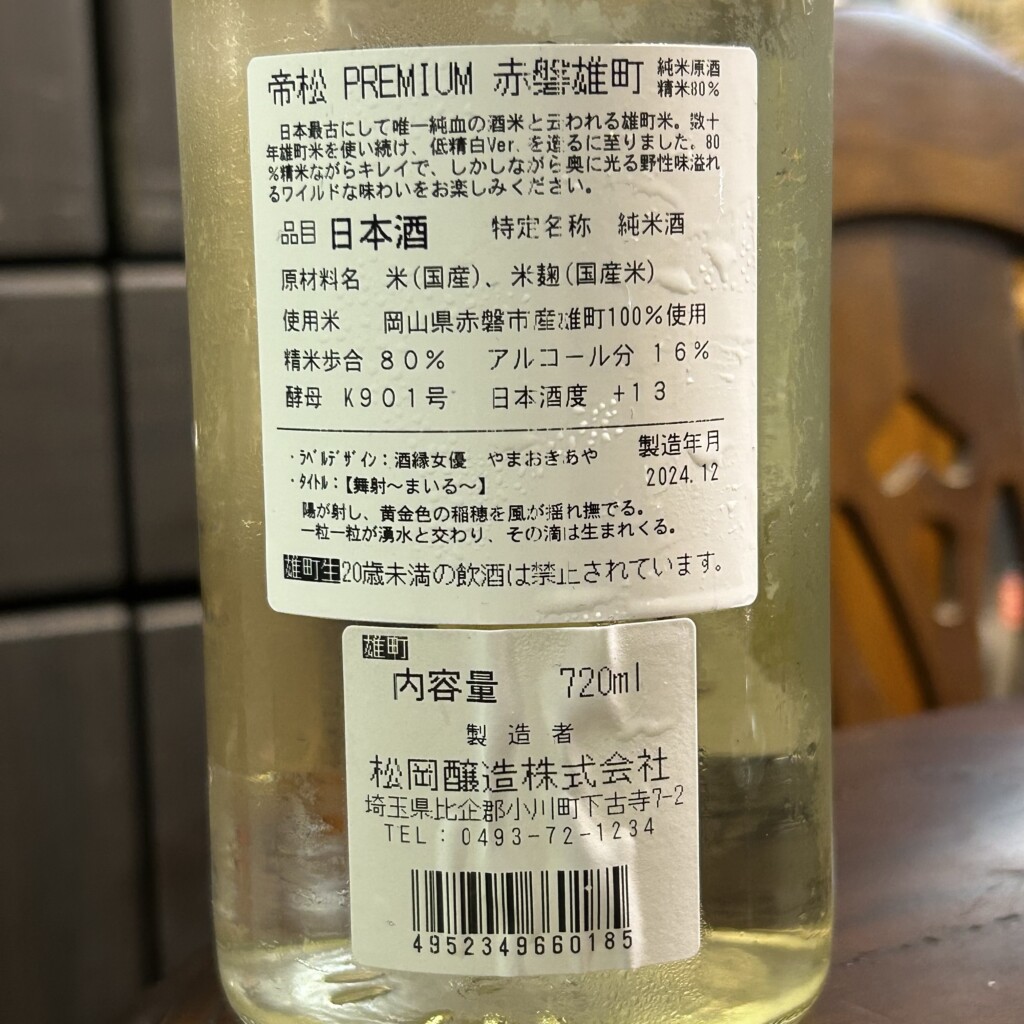 帝松 PREMIUM 赤磐雄町 純米原酒 精米80%
日本最古にして唯一純血の酒米と云われる雄町米。数十
年雄町米を使い続け、低精白Ver.を造るに至りました。80
%精米ながらキレイで、しかしながら奥に光る野性味溢れ
るワイルドな味わいをお楽しみください。
品目 日本酒 特定名称 純米酒
原材料名 米(国産)、米麹(国産米)
使用米 岡山県赤磐市産雄町100%使用
精米歩合 80% アルコール分 16%
酵母 K901号 日本酒度 +13
・ラベルデザイン:酒縁女優 やまおきあや
製造年月
・タイトル:【舞射～まいる～】
2024.12
陽が射し、黄金色の稲穂を風が揺れ撫でる。
一粒一粒が湧水と交わり、その滴は生まれくる。
雄町生 20歳未満の飲酒は禁止されています。
雄町
内容量 720ml
製造者
松岡醸造株式会社
埼玉県比企郡小川町下古寺7-2
TEL:0493-72-1234
4952349660185